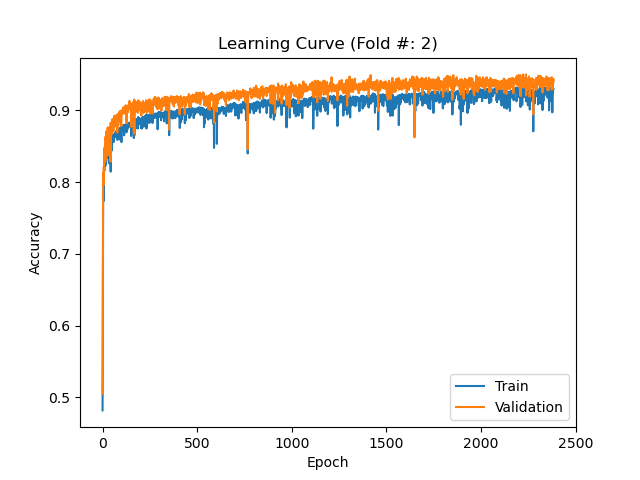 Learning Curve (Fold #: 2)
Accuracy
0.9
0.8
0.7
0.6
0.5
0 500 1000 1500 2000 2500
Epoch
Train
Validation